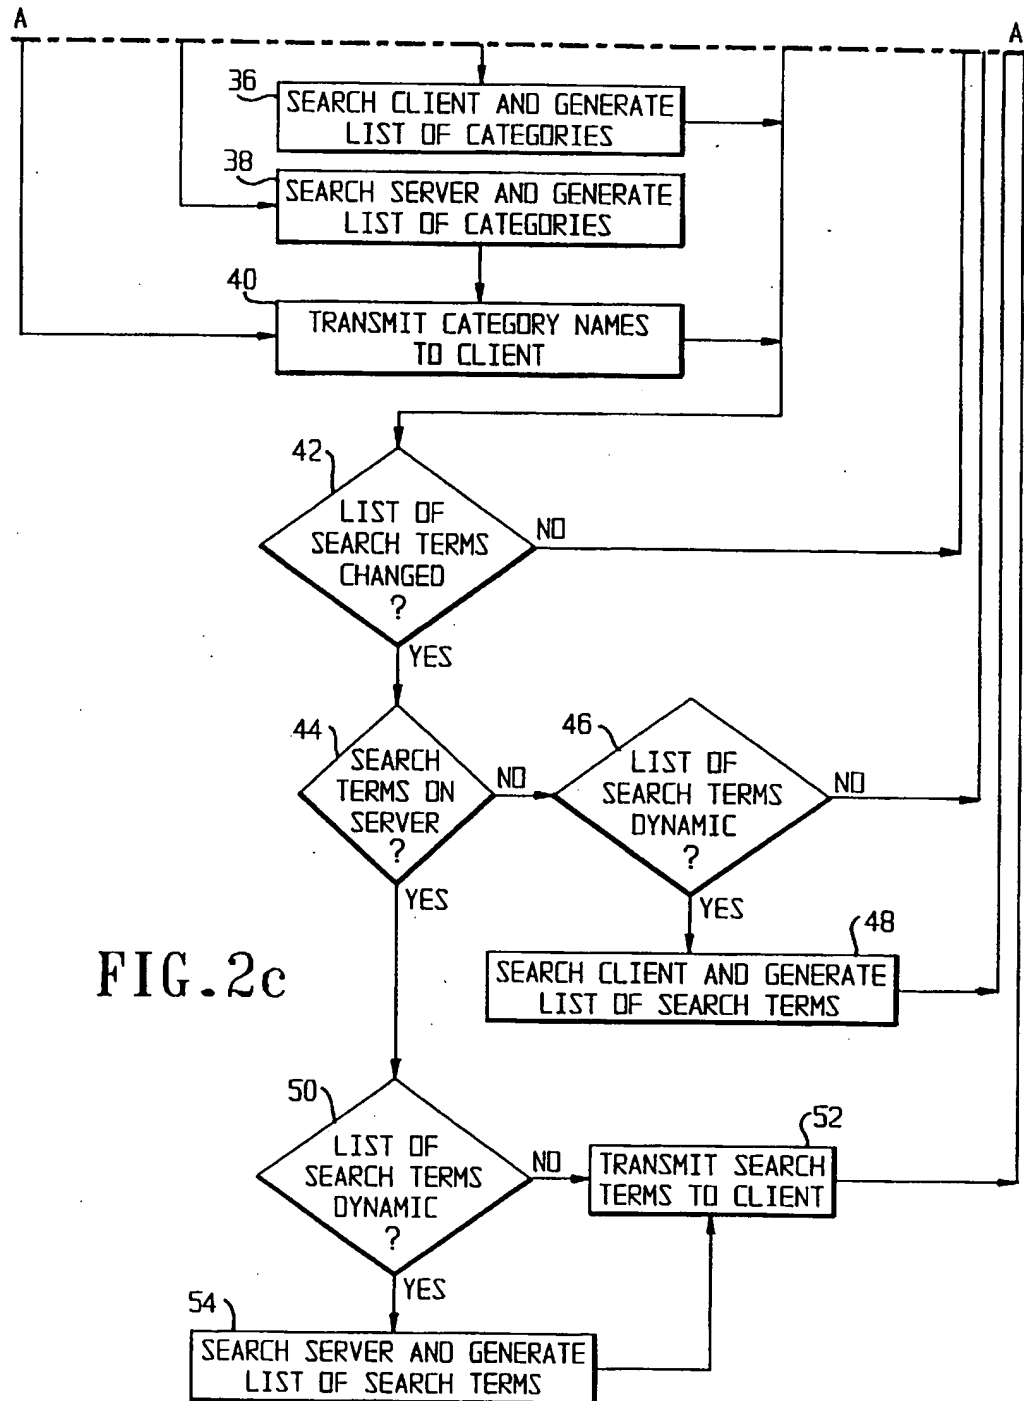 A
A
36
SEARCH CLIENT AND GENERATE
LIST OF CATEGORIES
38
SEARCH SERVER AND GENERATE
LIST OF CATEGORIES
40
TRANSMIT CATEGORY NAMES
TO CLIENT
42
LIST OF
SEARCH TERMS
CHANGED
?
NO
YES
44
SEARCH
TERMS ON
SERVER
?
NO
YES
46
LIST OF
SEARCH TERMS
DYNAMIC
?
NO
YES
48
SEARCH CLIENT AND GENERATE
LIST OF SEARCH TERMS
FIG.2c
50
LIST OF
SEARCH TERMS
DYNAMIC
?
NO
YES
52
TRANSMIT SEARCH
TERMS TO CLIENT
54
SEARCH SERVER AND GENERATE
LIST OF SEARCH TERMS